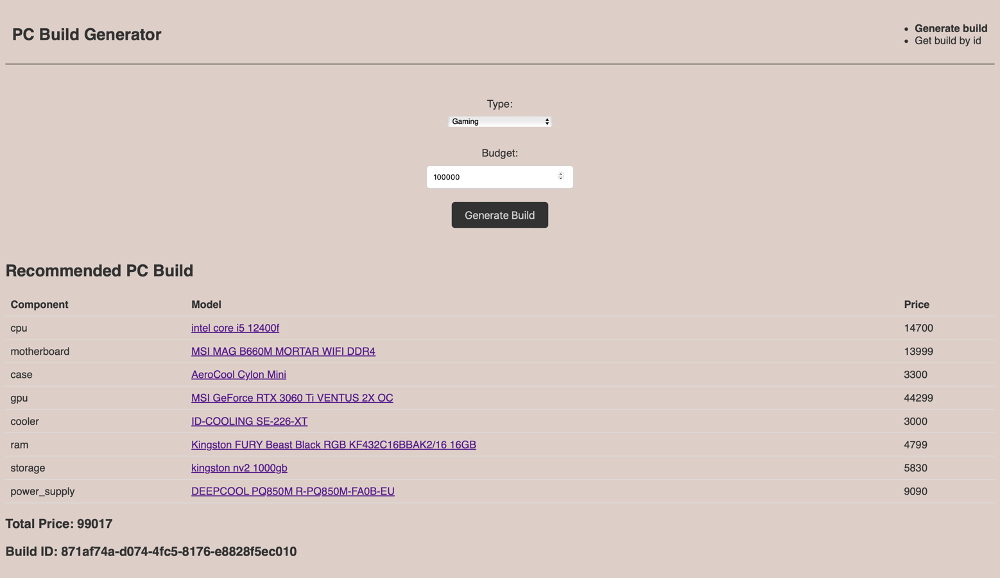 PC Build Generator
Generate build
Get build by id
Type:
Gaming
Budget:
100000
Generate Build
Recommended PC Build
Component Model Price
cpu intel core i5 12400f 14700
motherboard MSI MAG B660M MORTAR WIFI DDR4 13999
case AeroCool Cylon Mini 3300
gpu MSI GeForce RTX 3060 Ti VENTUS 2X OC 44299
cooler ID-COOLING SE-226-XT 3000
ram Kingston FURY Beast Black RGB KF432C16BBAK2/16 16GB 4799
storage kingston nv2 1000gb 5830
power_supply DEEPCOOL PQ850M R-PQ850M-FA0B-EU 9090
Total Price: 99017
Build ID: 871af74a-d074-4fc5-8176-e8828f5ec010